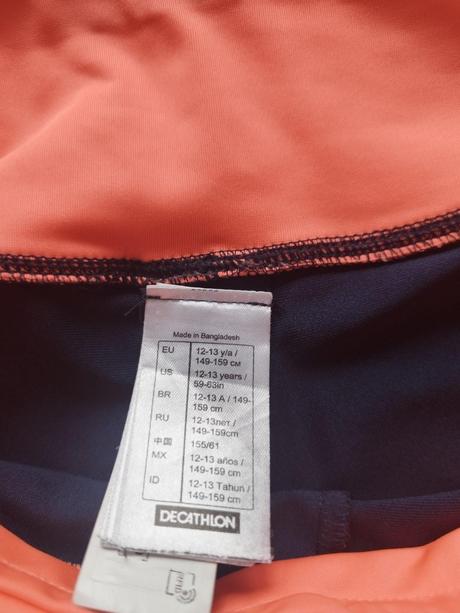 Made in Bangladesh
EU 12-13 y/a /
149-159 см
US 12-13 years /
59-63in
BR 12-13 A / 149-
159 cm
RU 12-13лет /
149-159cm
中国 155/61
MX 12-13 años /
149-159 cm
ID 12-13 Tahun /
149-159 cm
DECATHLON